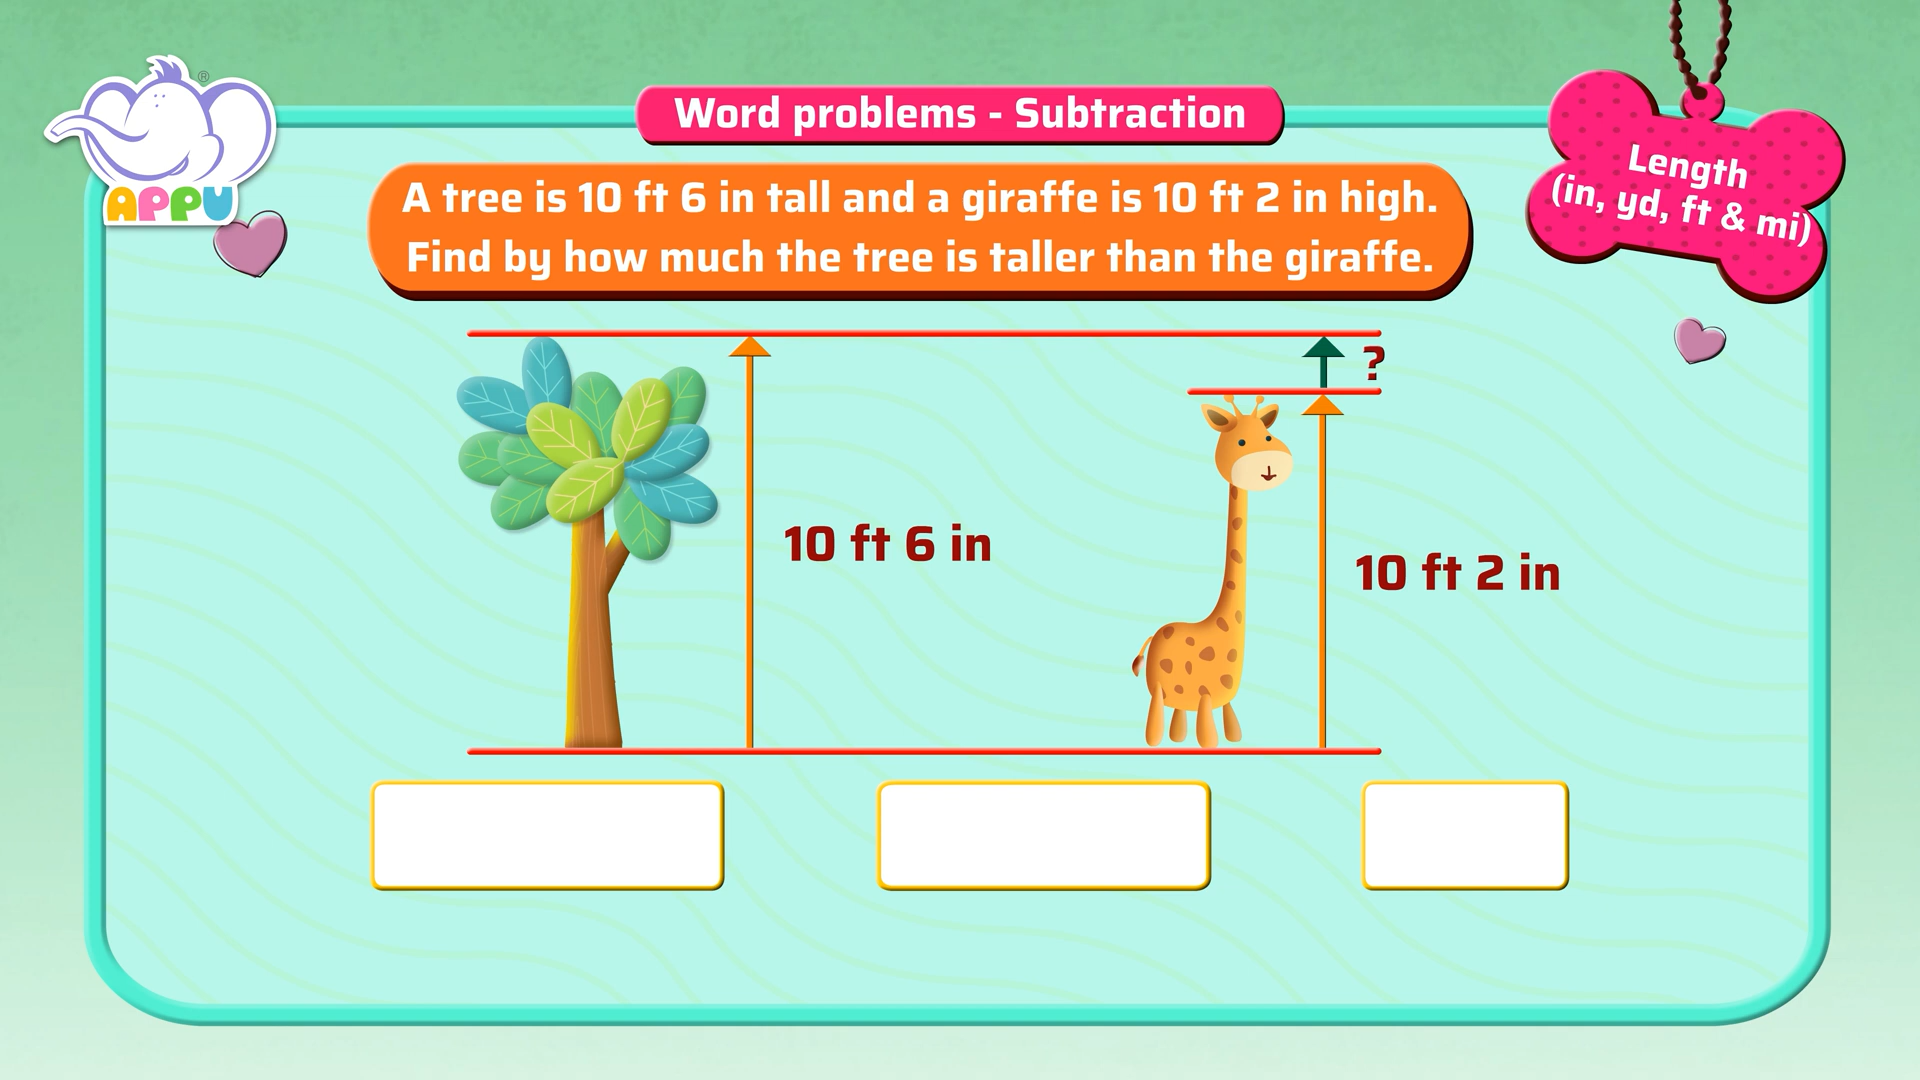 ®
APPU
Word problems - Subtraction
Length
(in, yd, ft & mi)
A tree is 10 ft 6 in tall and a giraffe is 10 ft 2 in high.
Find by how much the tree is taller than the giraffe.
?
10 ft 6 in
10 ft 2 in